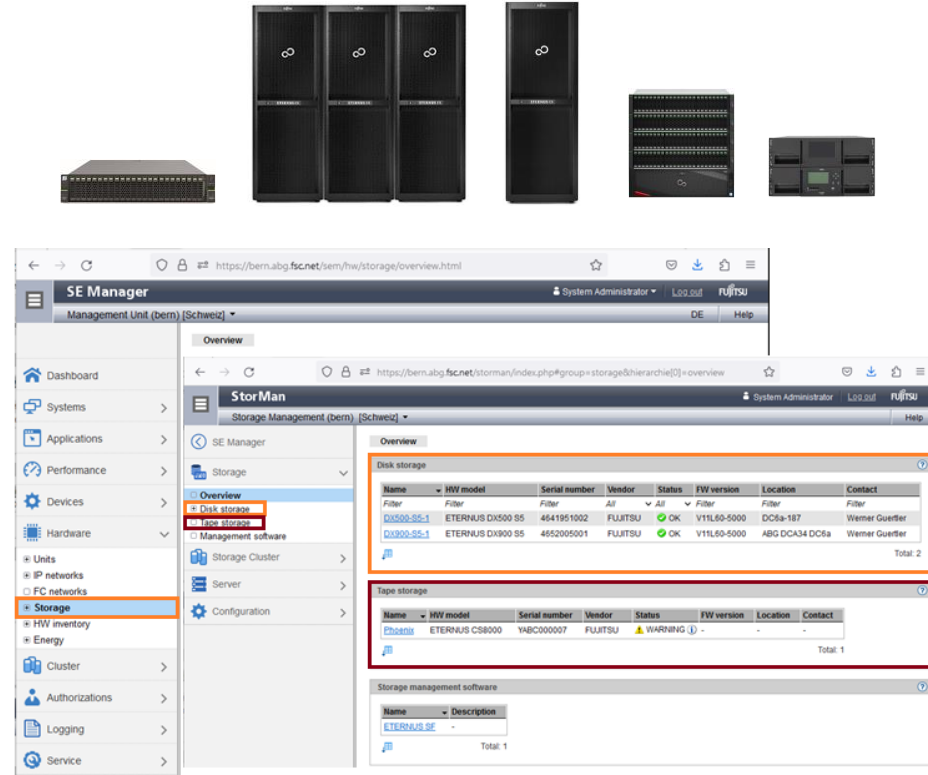 https://bern.abg.fsc.net/sem/hw/storage/overview.html
SE Manager
System Administrator
Log out
FUJITSU
Management Unit (bern) [Schweiz]
DE
Help
Overview
Dashboard
Systems
Applications
Performance
Devices
Hardware
Units
IP networks
FC networks
Storage
HW inventory
Energy
Cluster
Authorizations
Logging
Service
https://bern.abg.fsc.net/storman/index.php#group=storage&hierarchie[0]=overview
StorMan
System Administrator
Log out
FUJITSU
Storage Management (bern) [Schweiz]
Help
SE Manager
Storage
Overview
Disk storage
Tape storage
Management software
Storage Cluster
Server
Configuration
Overview
Disk storage
Name HW model Serial number Vendor Status FW version Location Contact
Filter Filter Filter All All Filter Filter Filter
DX500-S5-1 ETERNUS DX500 S5 4641951002 FUJITSU OK V11L60-5000 DC6a-187 Werner Guertler
DX900-S5-1 ETERNUS DX900 S5 4652005001 FUJITSU OK V11L60-5000 ABG DCA34 DC6a Werner Guertler
Total: 2
Tape storage
Name HW model Serial number Vendor Status FW version Location Contact
Phoenix ETERNUS CS8000 YABC000007 FUJITSU WARNING - - -
Total: 1
Storage management software
Name Description
ETERNUS SF -
Total: 1